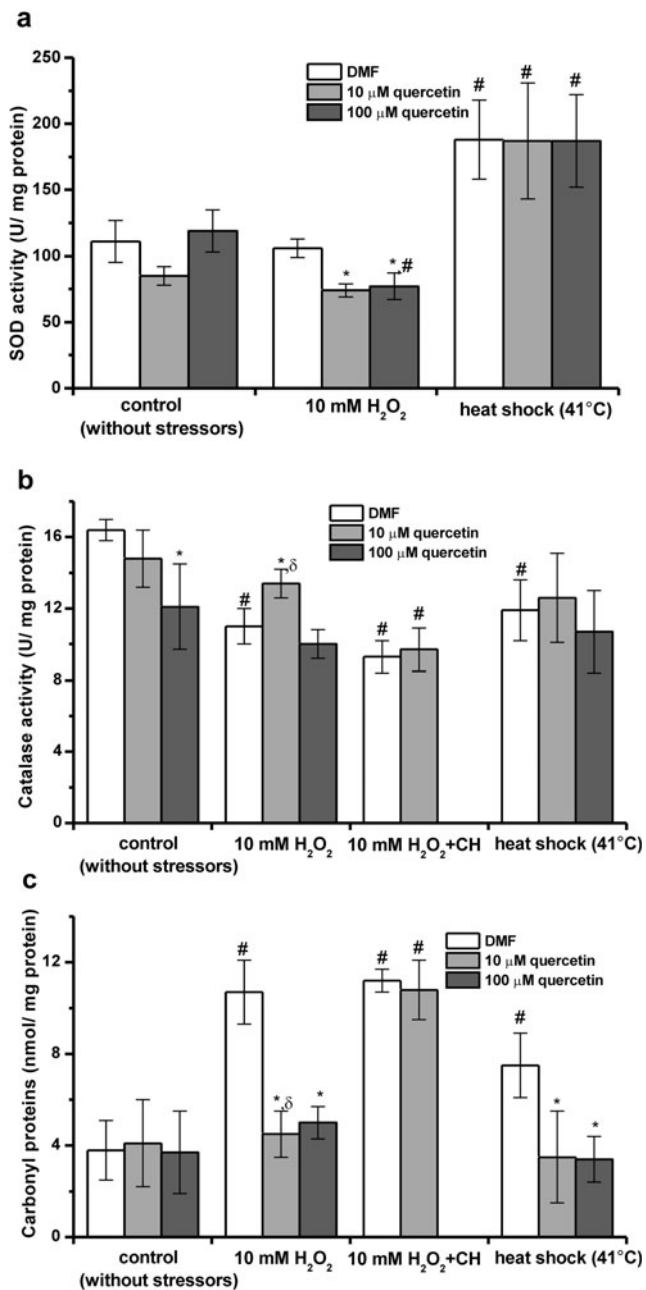 a
250
200
150
100
50
0
SOD activity (U/ mg protein)
DMF
10 μM quercetin
100 μM quercetin
# # #
* *,#
control
(without stressors)
10 mM H₂O₂
heat shock (41°C)
b
16
12
8
4
0
Catalase activity (U/ mg protein)
DMF
10 μM quercetin
100 μM quercetin
* # *,δ # # #
control
(without stressors)
10 mM H₂O₂
10 mM H₂O₂+CH
heat shock (41°C)
c
12
8
4
0
Carbonyl proteins (nmol/ mg protein)
DMF
10 μM quercetin
100 μM quercetin
# *,δ * # # # * *
control
(without stressors)
10 mM H₂O₂
10 mM H₂O₂+CH
heat shock (41°C)